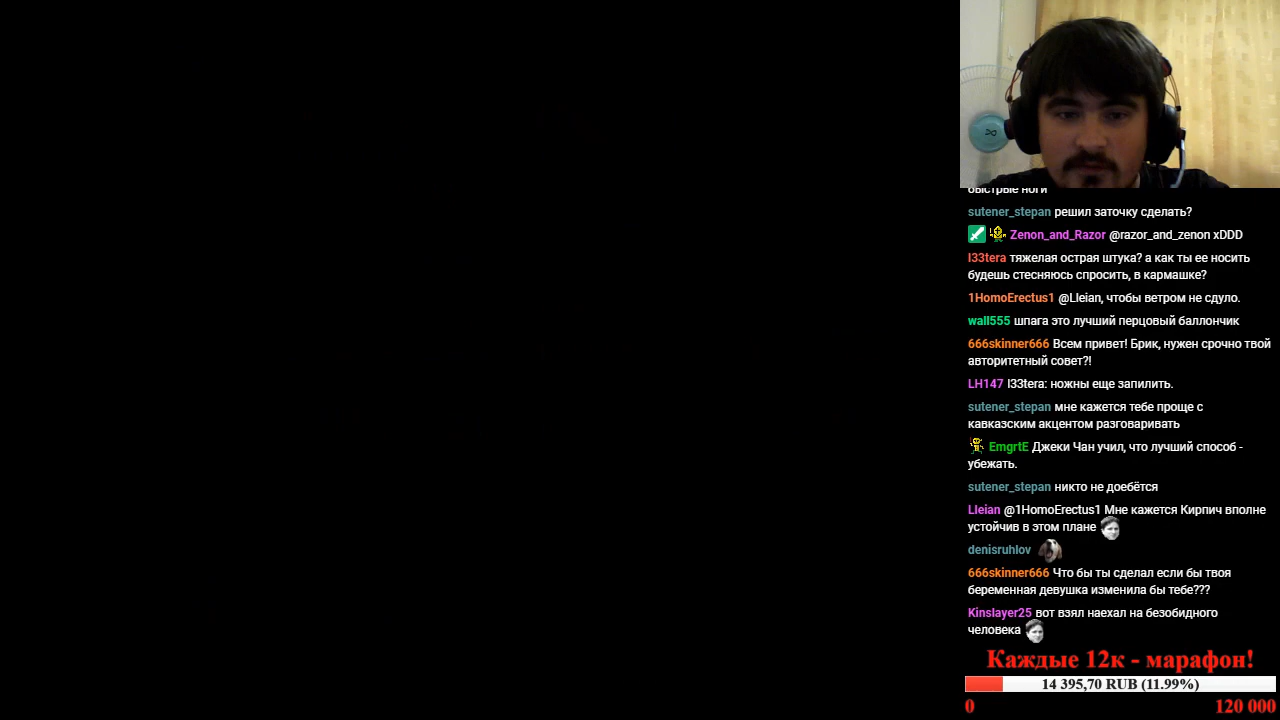 быстрые ноги
sutener_stepan решил заточку сделать?
Zenon_and_Razor @razor_and_zenon xDDD
l33tera тяжелая острая штука? а как ты ее носить
будешь стесняюсь спросить, в кармашке?
1HomoErectus1 @Lleian, чтобы ветром не сдуло.
wall555 шпага это лучший перцовый баллончик
666skinner666 Всем привет! Брик, нужен срочно твой
авторитетный совет?!
LH147 l33tera: ножны еще запилить.
sutener_stepan мне кажется тебе проще с
кавказским акцентом разговаривать
EmgrtE Джеки Чан учил, что лучший способ -
убежать.
sutener_stepan никто не доебётся
Lleian @1HomoErectus1 Мне кажется Кирпич вполне
устойчив в этом плане
denisruhlov
666skinner666 Что бы ты сделал если бы твоя
беременная девушка изменила бы тебе???
Kinslayer25 вот взял наехал на безобидного
человека
Каждые 12к - марафон!
14 395,70 RUB (11.99%)
0 120 000